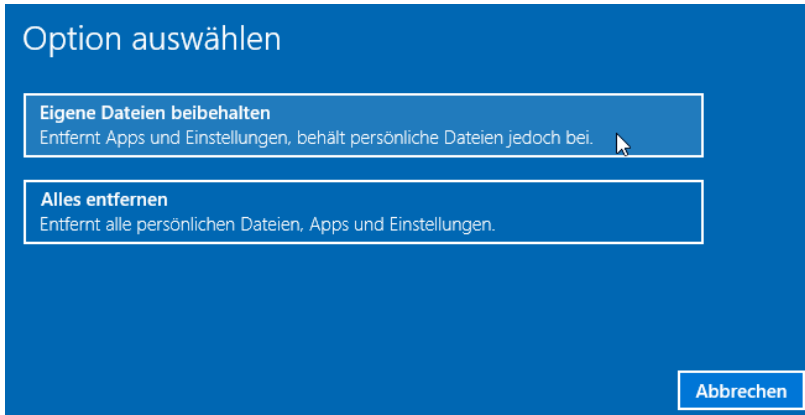 Option auswählen
Eigene Dateien beibehalten
Entfernt Apps und Einstellungen, behält persönliche Dateien jedoch bei.
Alles entfernen
Entfernt alle persönlichen Dateien, Apps und Einstellungen.
Abbrechen